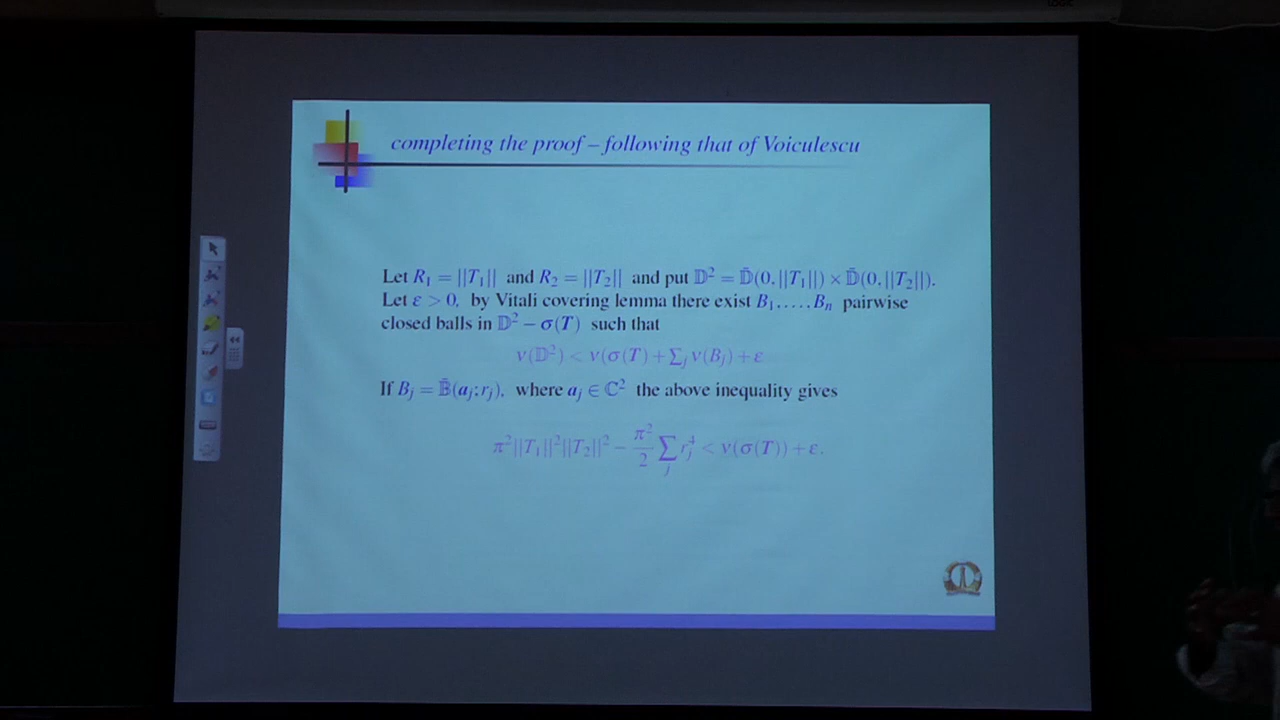 completing the proof – following that of Voiculescu
Let R₁ = ||T₁|| and R₂ = ||T₂|| and put 𝔻² = 𝔻̄(0, ||T₁||) × 𝔻̄(0, ||T₂||).
Let ε > 0, by Vitali covering lemma there exist B₁, ..., Bₙ pairwise
closed balls in 𝔻² − σ(T) such that
ν(𝔻²) < ν(σ(T) + ∑ⱼ ν(Bⱼ) + ε
If Bⱼ = 𝔹̄(aⱼ; rⱼ), where aⱼ ∈ ℂ² the above inequality gives
π²||T₁||²||T₂||² − π²/2 ∑ⱼ rⱼ⁴ < ν(σ(T)) + ε.